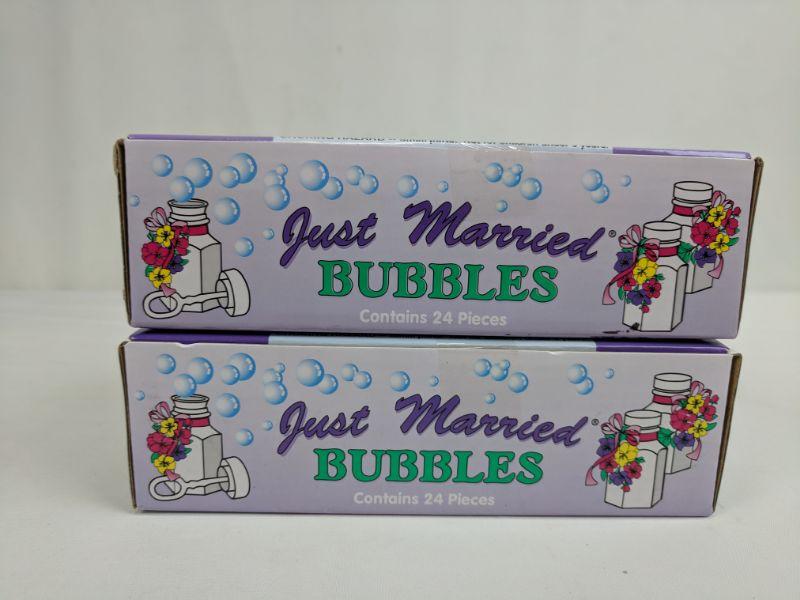 Just Married®
BUBBLES
Contains 24 Pieces
Just Married®
BUBBLES
Contains 24 Pieces